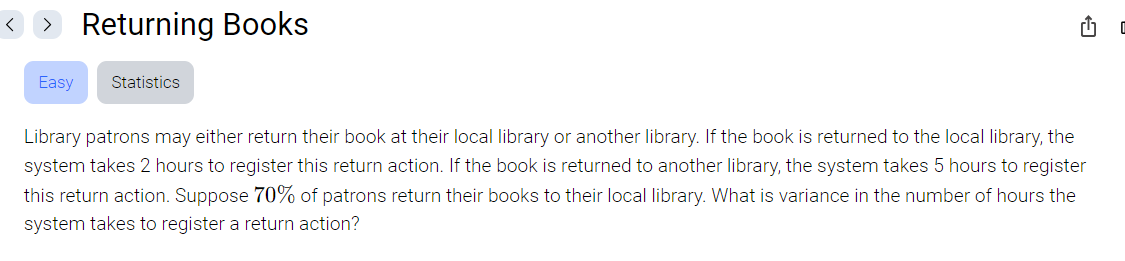 Returning Books
Easy Statistics
Library patrons may either return their book at their local library or another library. If the book is returned to the local library, the
system takes 2 hours to register this return action. If the book is returned to another library, the system takes 5 hours to register
this return action. Suppose 70% of patrons return their books to their local library. What is variance in the number of hours the
system takes to register a return action?